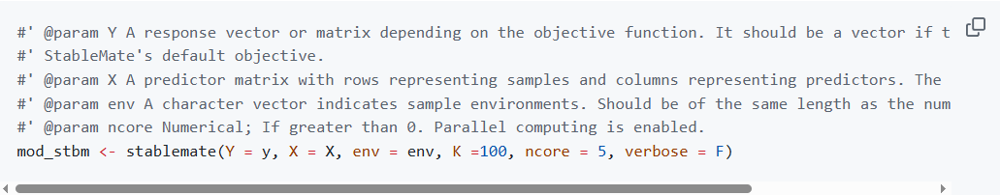 #' @param Y A response vector or matrix depending on the objective function. It should be a vector if t
#' StableMate's default objective.
#' @param X A predictor matrix with rows representing samples and columns representing predictors. The
#' @param env A character vector indicates sample environments. Should be of the same length as the num
#' @param ncore Numerical; If greater than 0. Parallel computing is enabled.
mod_stbm <- stablemate(Y = y, X = X, env = env, K =100, ncore = 5, verbose = F)